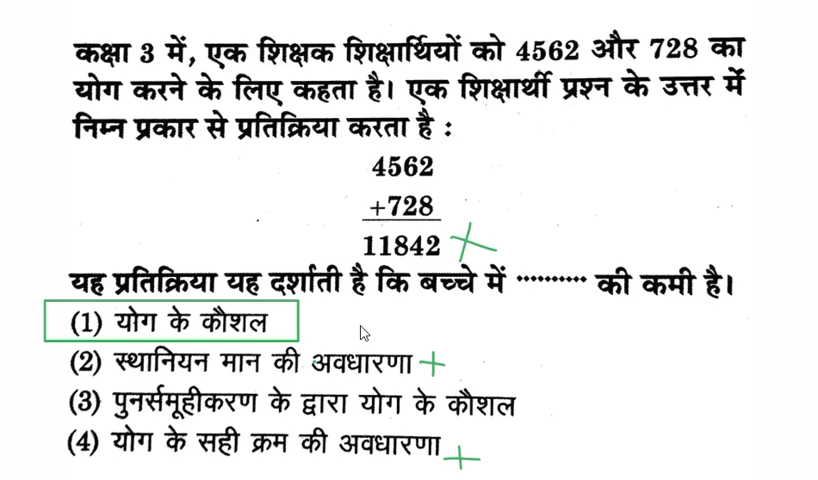 कक्षा 3 में, एक शिक्षक शिक्षार्थियों को 4562 और 728 का
योग करने के लिए कहता है। एक शिक्षार्थी प्रश्न के उत्तर में
निम्न प्रकार से प्रतिक्रिया करता है :
4562
+728
11842
यह प्रतिक्रिया यह दर्शाती है कि बच्चे में ·········· की कमी है।
(1) योग के कौशल
(2) स्थानियन मान की अवधारणा
(3) पुनर्समूहीकरण के द्वारा योग के कौशल
(4) योग के सही क्रम की अवधारणा